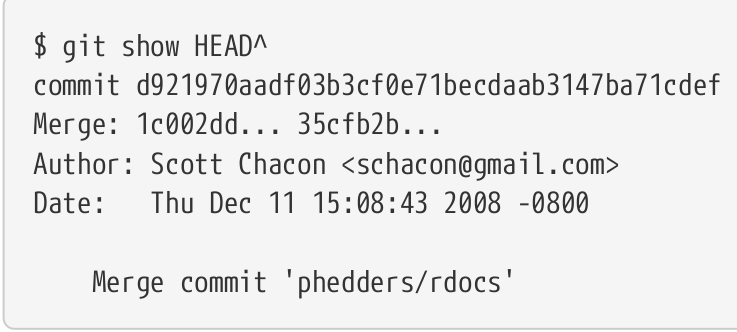 $ git show HEAD^
commit d921970aadf03b3cf0e71becdaab3147ba71cdef
Merge: 1c002dd... 35cfb2b...
Author: Scott Chacon <schacon@gmail.com>
Date:   Thu Dec 11 15:08:43 2008 -0800

    Merge commit 'phedders/rdocs'